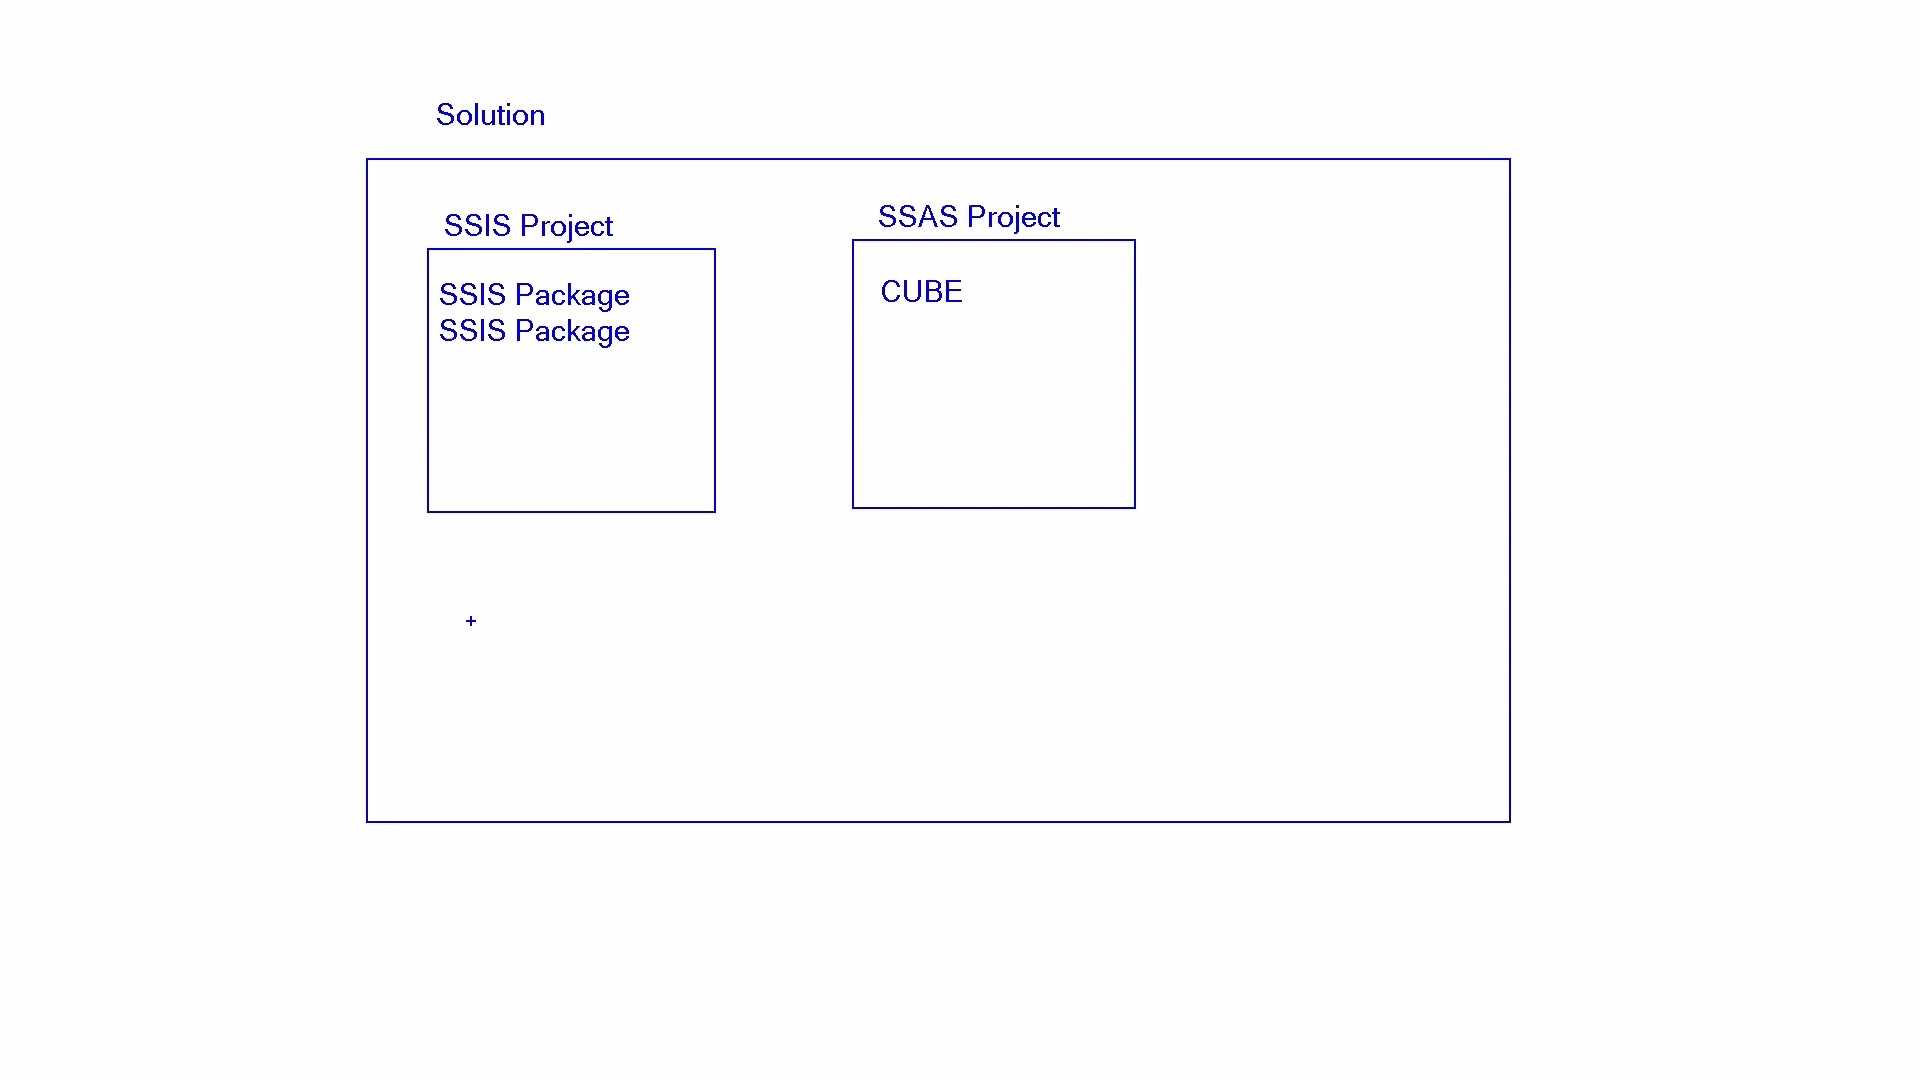 Solution
SSIS Project
SSIS Package
SSIS Package
SSAS Project
CUBE